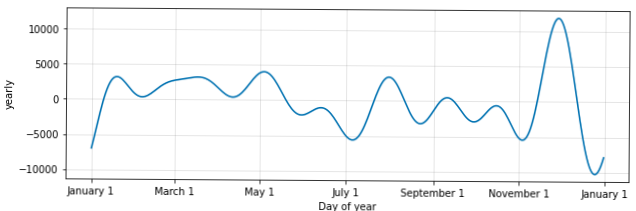 10000
5000
0
−5000
−10000
yearly
January 1 March 1 May 1 July 1 September 1 November 1 January 1
Day of year